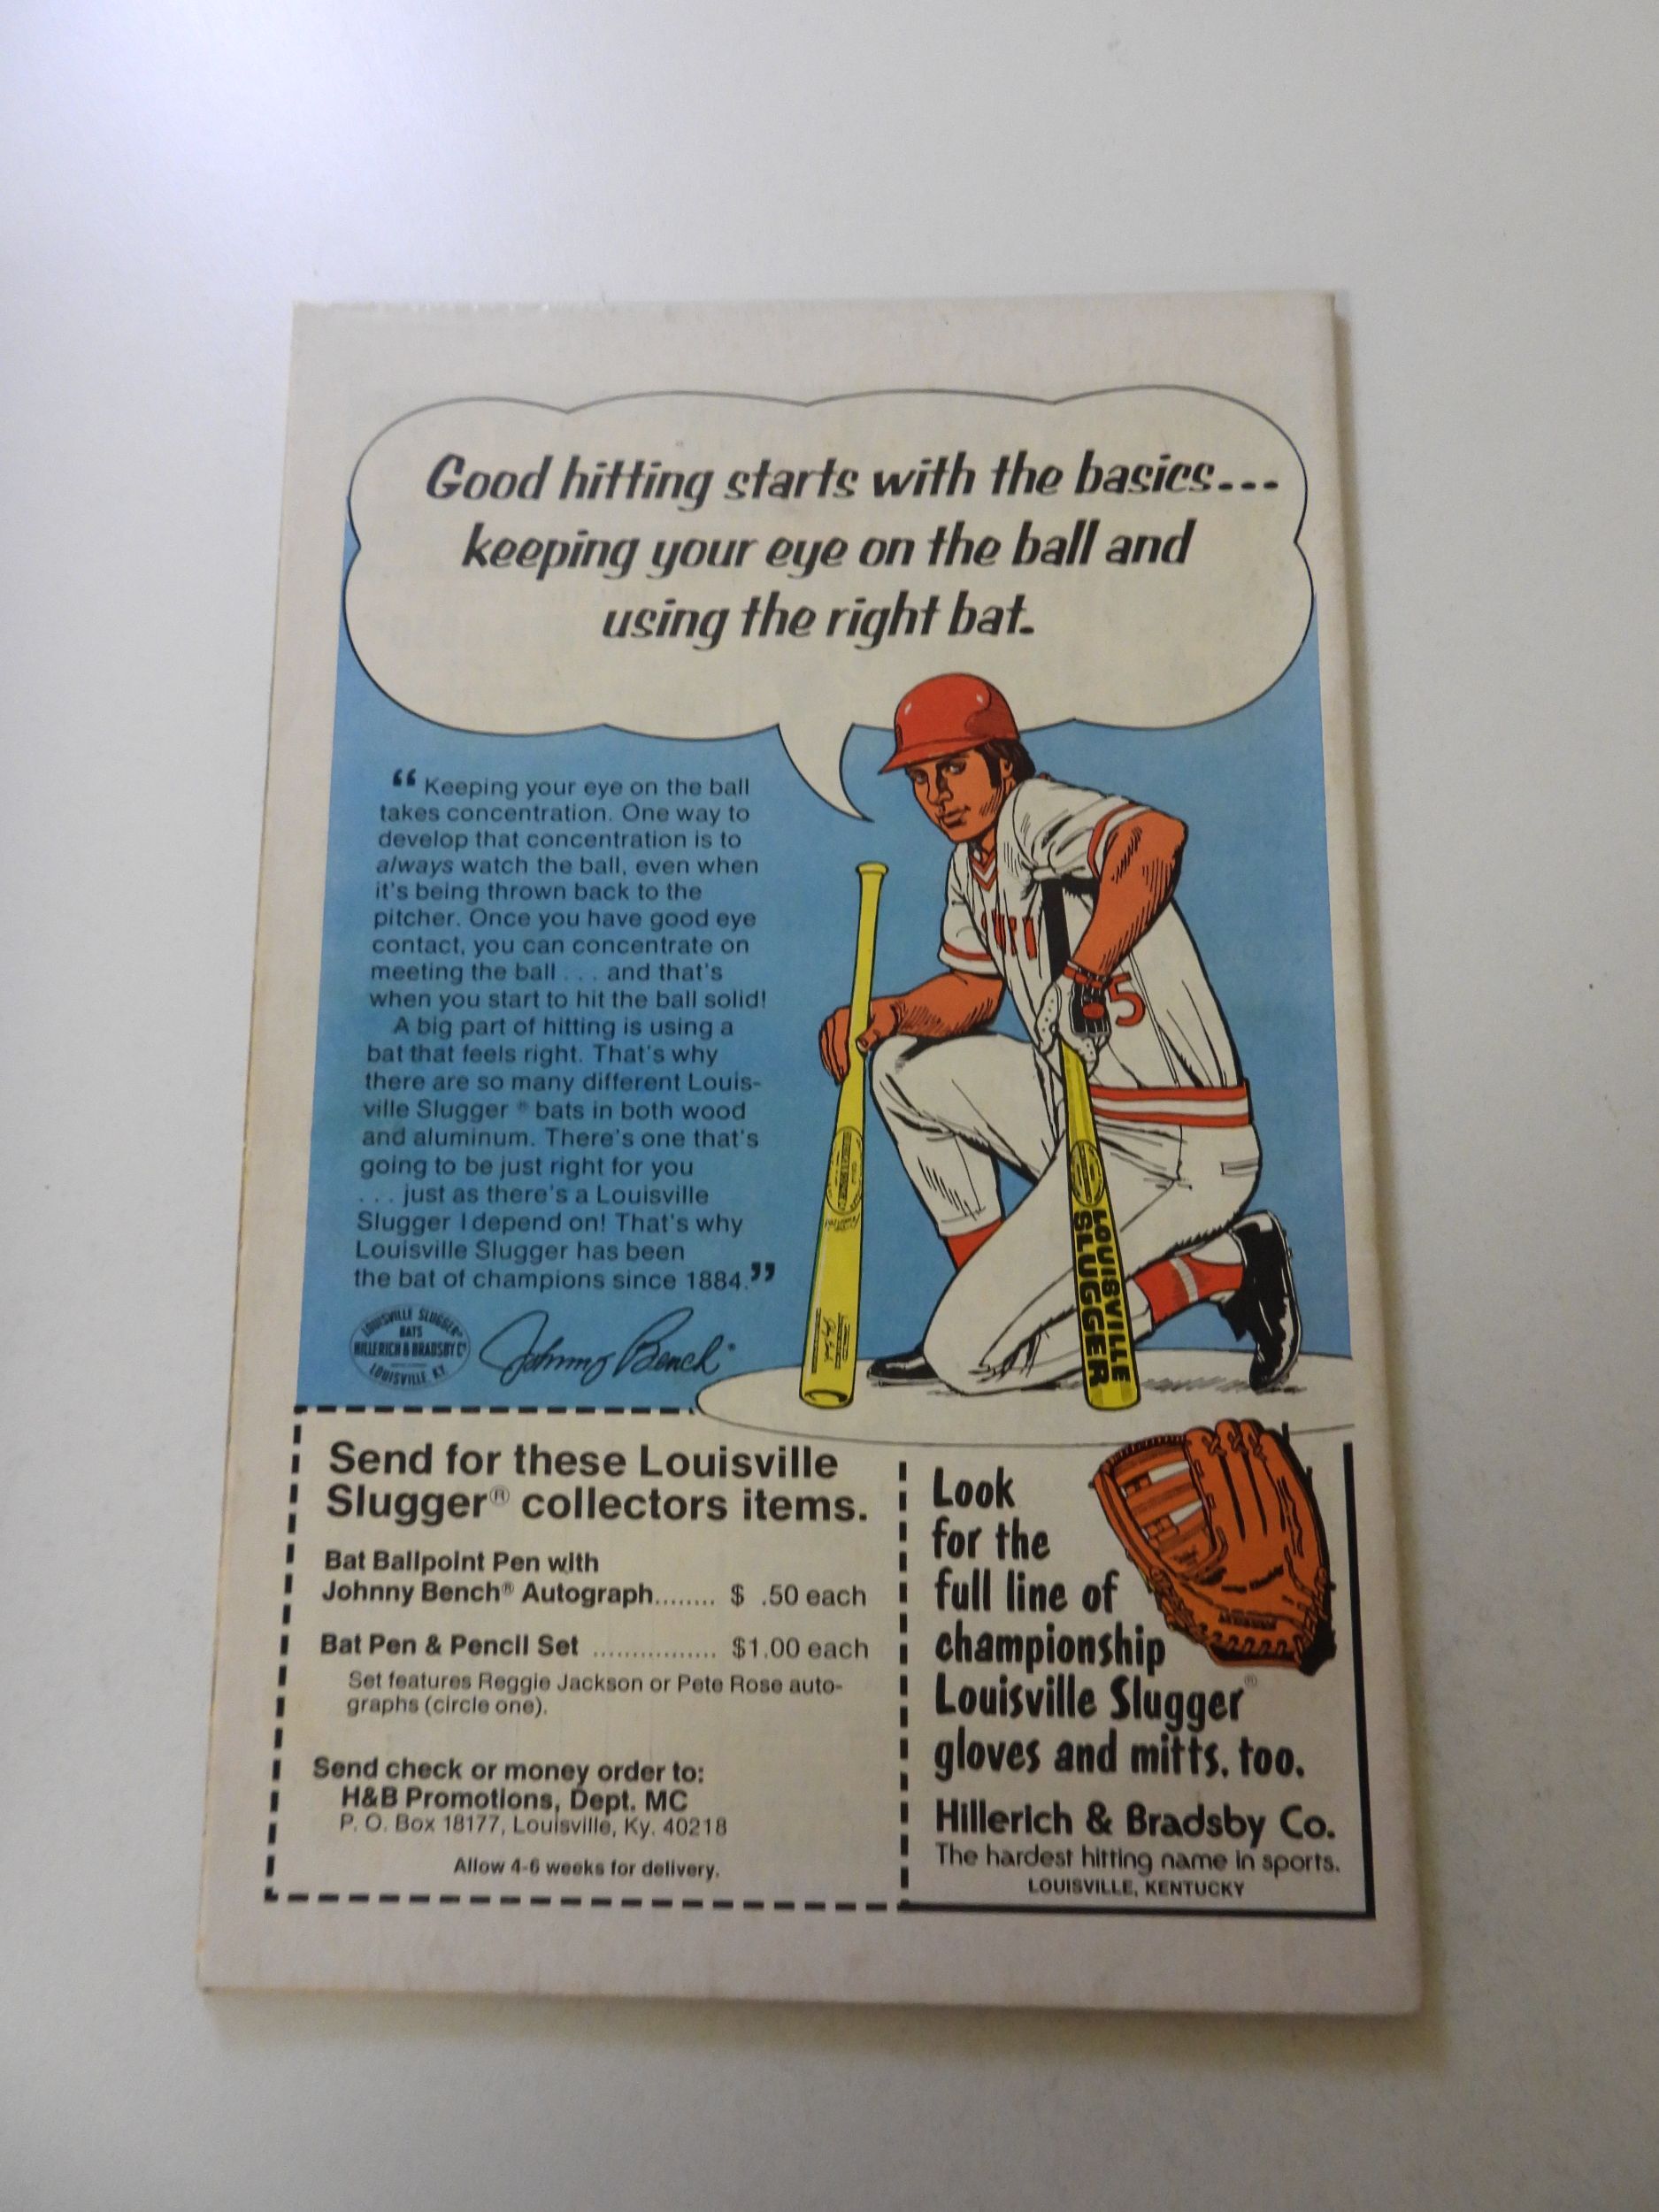 Good hitting starts with the basics...
keeping your eye on the ball and
using the right bat.
“Keeping your eye on the ball
takes concentration. One way to
develop that concentration is to
always watch the ball, even when
it's being thrown back to the
pitcher. Once you have good eye
contact, you can concentrate on
meeting the ball . . . and that's
when you start to hit the ball solid!
A big part of hitting is using a
bat that feels right. That's why
there are so many different Louis-
ville Slugger® bats in both wood
and aluminum. There's one that's
going to be just right for you
. . . just as there's a Louisville
Slugger I depend on! That's why
Louisville Slugger has been
the bat of champions since 1884.”
LOUISVILLE SLUGGER®
BATS
HILLERICH & BRADSBY Co
LOUISVILLE. KY.
Johnny Bench
5
LOUISVILLE
SLUGGER
Send for these Louisville
Slugger® collectors items.
Bat Ballpoint Pen with
Johnny Bench® Autograph........ $ .50 each
Bat Pen & Pencil Set ................ $1.00 each
Set features Reggie Jackson or Pete Rose auto-
graphs (circle one).
Send check or money order to:
H&B Promotions, Dept. MC
P. O. Box 18177, Louisville, Ky. 40218
Allow 4-6 weeks for delivery.
Look
for the
full line of
championship
Louisville Slugger®
gloves and mitts, too.
Hillerich & Bradsby Co.
The hardest hitting name in sports.
LOUISVILLE, KENTUCKY